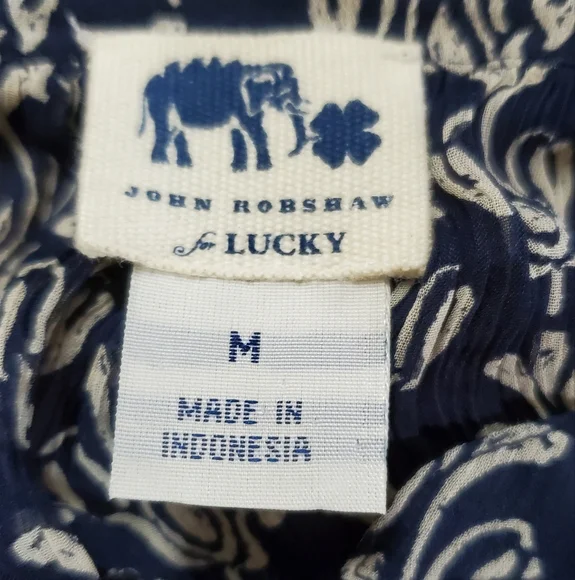 JOHN ROBSHAW
for LUCKY
M
MADE IN
INDONESIA